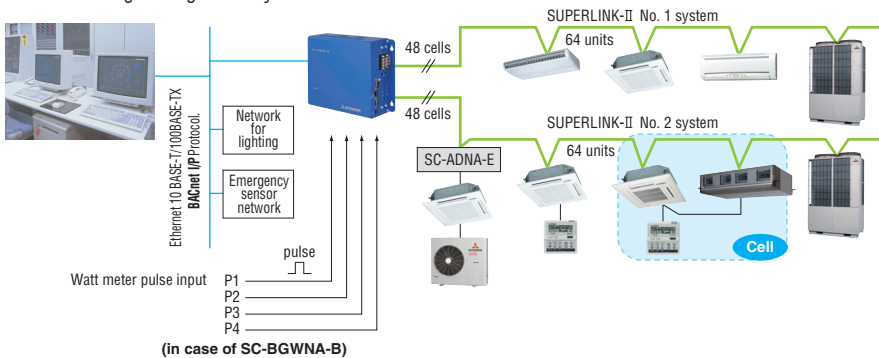 SUPERLINK-II No. 1 system
48 cells
64 units
48 cells
SUPERLINK-II No. 2 system
64 units
SC-ADNA-E
Ethernet 10 BASE-T/100BASE-TX
BACnet I/P Protocol.
Network
for
lighting
Emergency
sensor
network
Cell
pulse
Watt meter pulse input
P1
P2
P3
P4
(in case of SC-BGWNA-B)